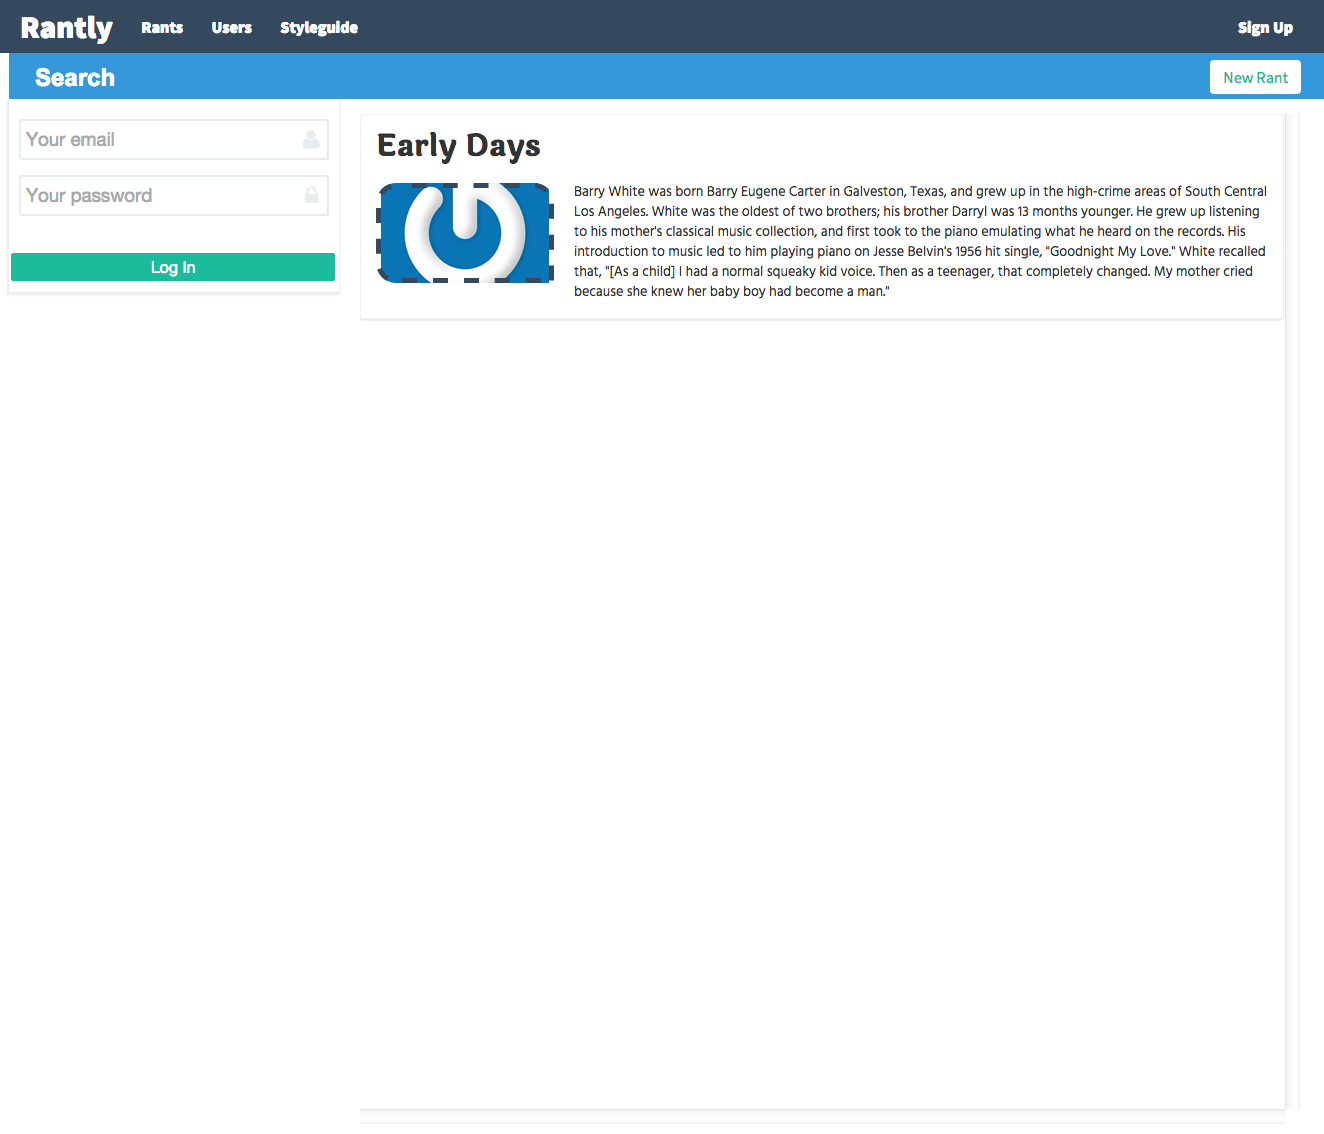 Rantly Rants Users Styleguide Sign Up
Search New Rant
Your email
Your password
Log In
Early Days
Barry White was born Barry Eugene Carter in Galveston, Texas, and grew up in the high-crime areas of South Central
Los Angeles. White was the oldest of two brothers; his brother Darryl was 13 months younger. He grew up listening
to his mother's classical music collection, and first took to the piano emulating what he heard on the records. His
introduction to music led to him playing piano on Jesse Belvin's 1956 hit single, "Goodnight My Love." White recalled
that, "[As a child] I had a normal squeaky kid voice. Then as a teenager, that completely changed. My mother cried
because she knew her baby boy had become a man."